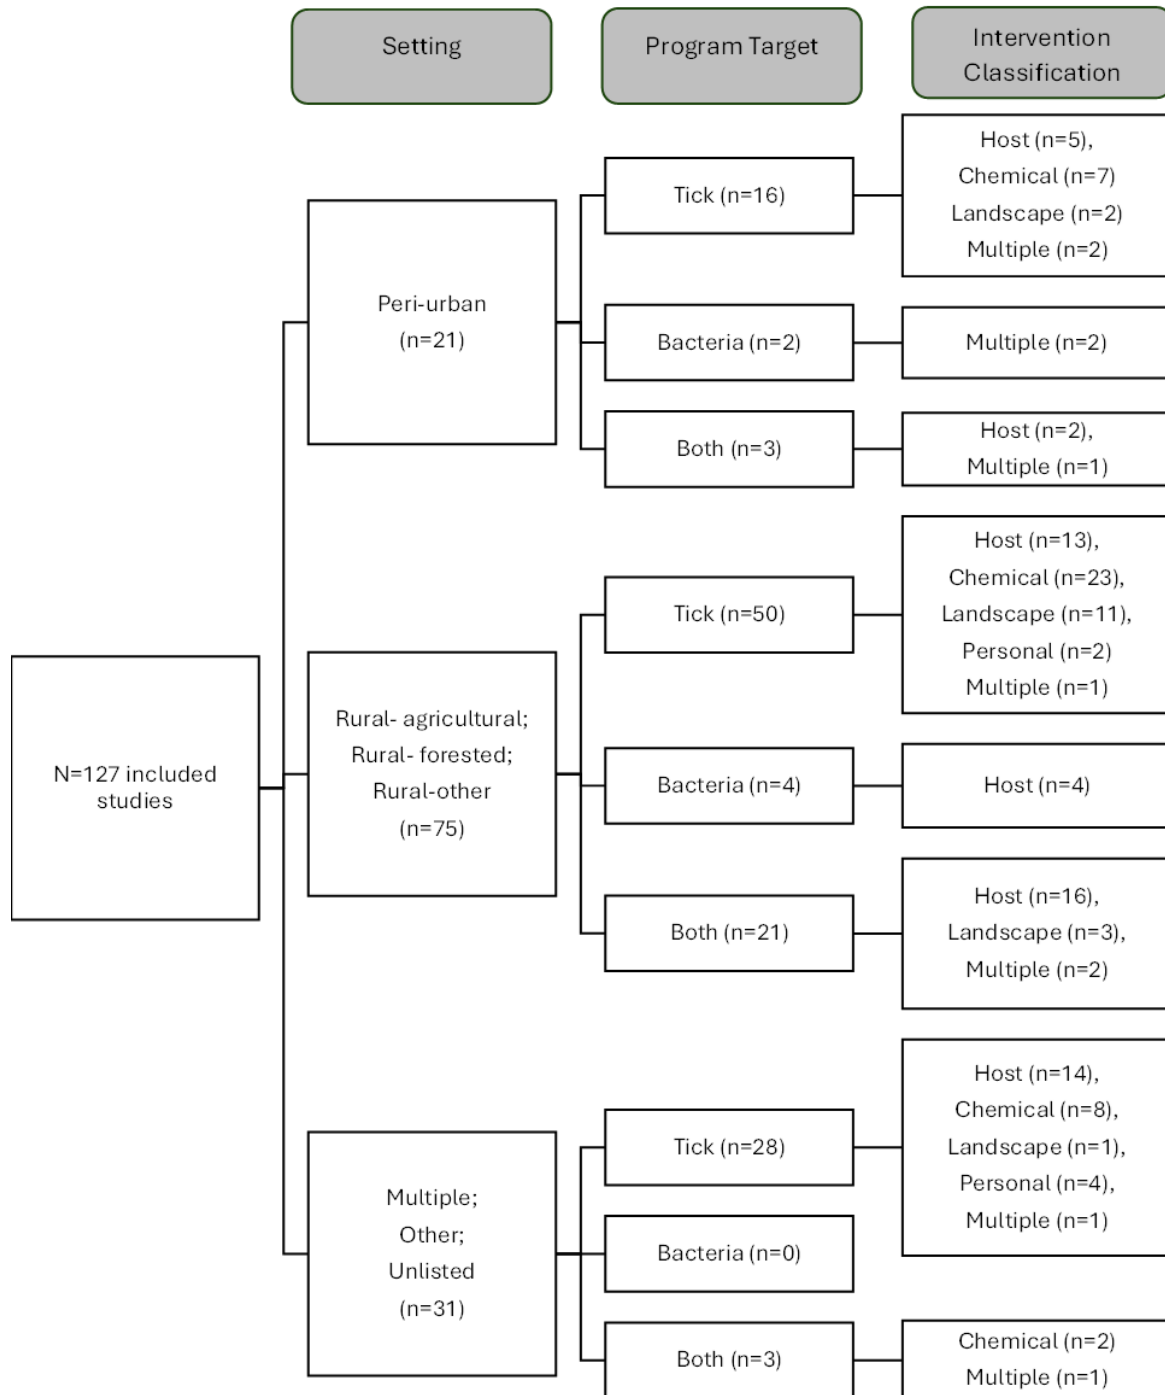 Setting
Program Target
Intervention
Classification
N=127 included
studies
Peri-urban
(n=21)
Tick (n=16)
Host (n=5),
Chemical (n=7)
Landscape (n=2)
Multiple (n=2)
Bacteria (n=2)
Multiple (n=2)
Both (n=3)
Host (n=2),
Multiple (n=1)
Rural- agricultural;
Rural- forested;
Rural-other
(n=75)
Tick (n=50)
Host (n=13),
Chemical (n=23),
Landscape (n=11),
Personal (n=2)
Multiple (n=1)
Bacteria (n=4)
Host (n=4)
Both (n=21)
Host (n=16),
Landscape (n=3),
Multiple (n=2)
Multiple;
Other;
Unlisted
(n=31)
Tick (n=28)
Host (n=14),
Chemical (n=8),
Landscape (n=1),
Personal (n=4),
Multiple (n=1)
Bacteria (n=0)
Both (n=3)
Chemical (n=2)
Multiple (n=1)